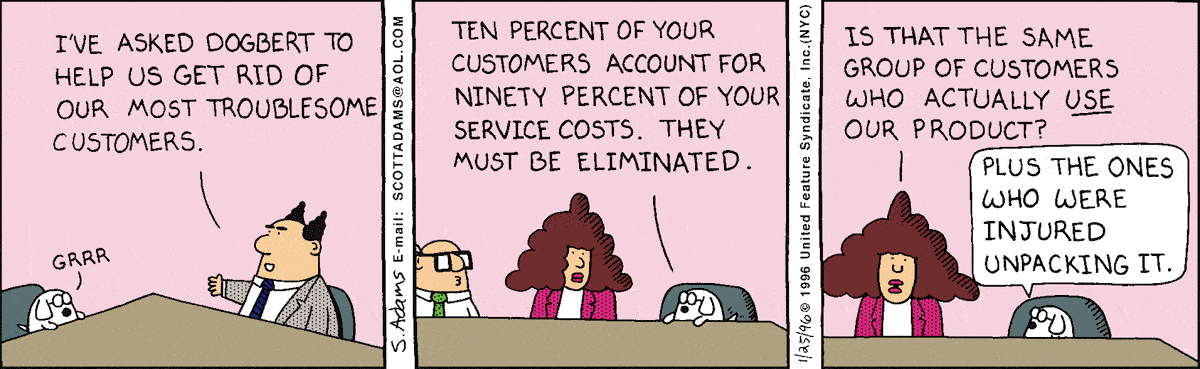 I'VE ASKED DOGBERT TO
HELP US GET RID OF
OUR MOST TROUBLESOME
CUSTOMERS.
GRRR
S.Adams E-mail: SCOTTADAMS@AOL.COM
TEN PERCENT OF YOUR
CUSTOMERS ACCOUNT FOR
NINETY PERCENT OF YOUR
SERVICE COSTS. THEY
MUST BE ELIMINATED.
1/25/96 © 1996 United Feature Syndicate, Inc.(NYC)
IS THAT THE SAME
GROUP OF CUSTOMERS
WHO ACTUALLY USE
OUR PRODUCT?
PLUS THE ONES
WHO WERE
INJURED
UNPACKING IT.